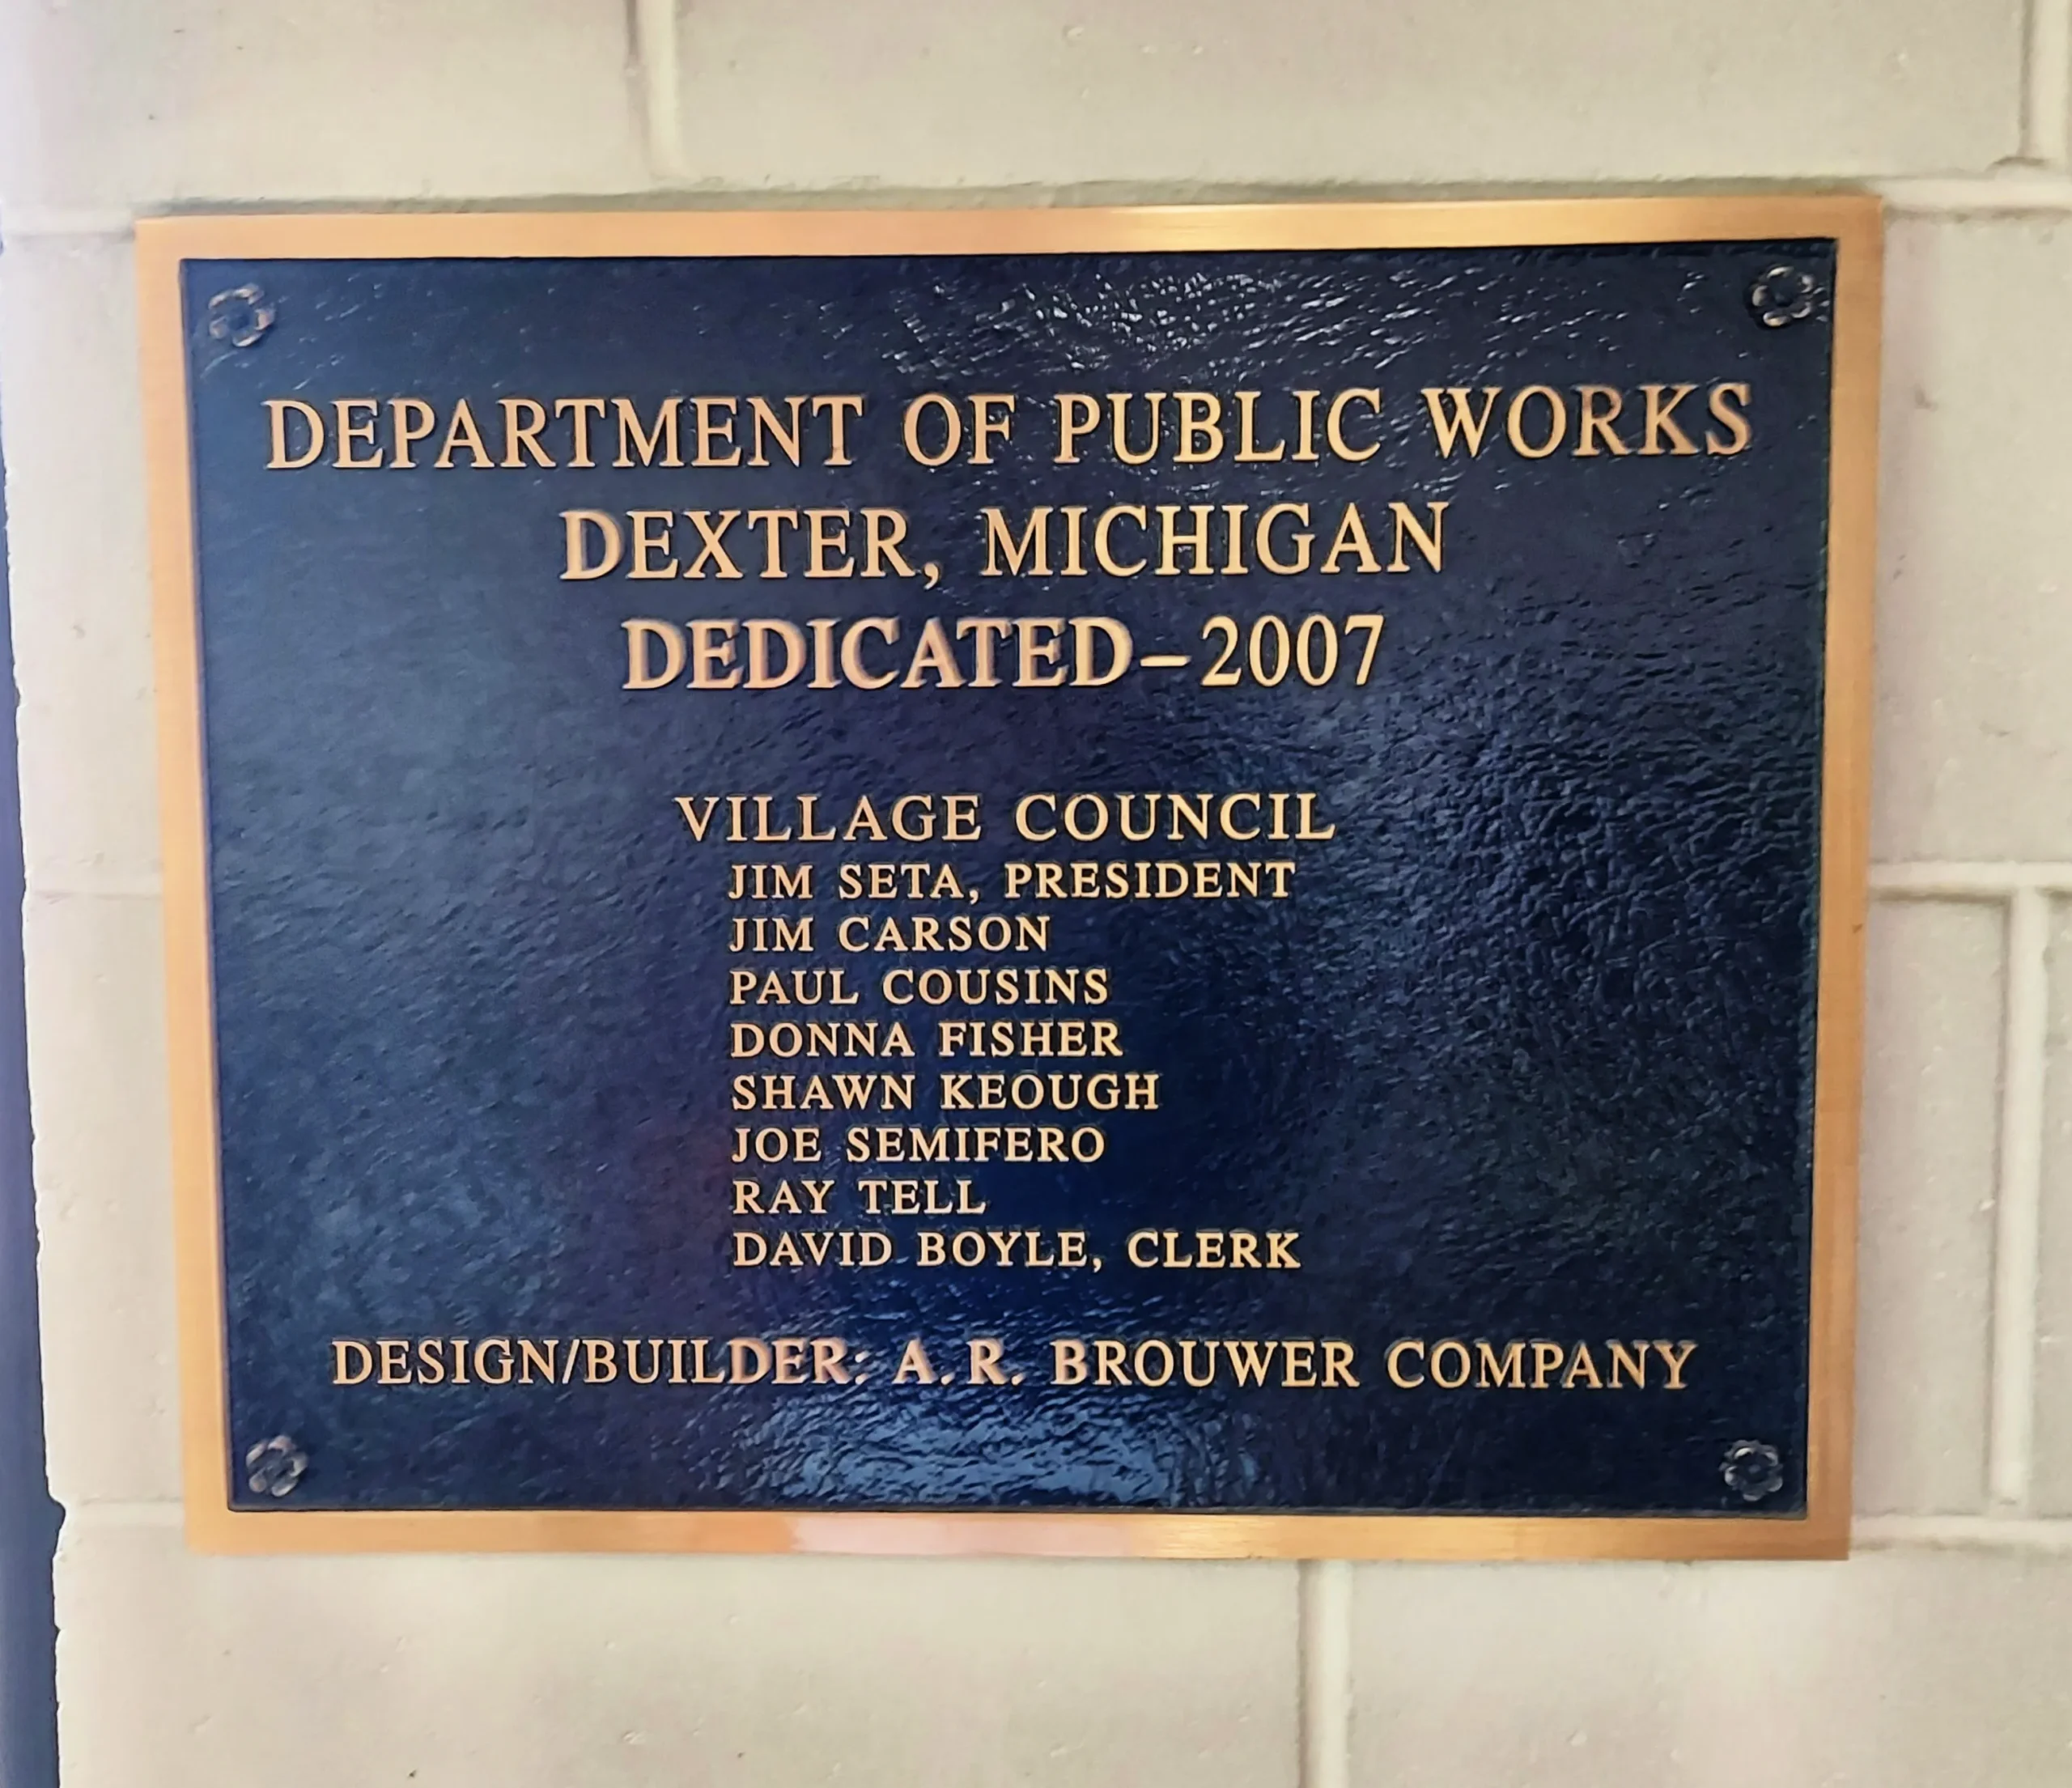 DEPARTMENT OF PUBLIC WORKS
DEXTER, MICHIGAN
DEDICATED–2007
VILLAGE COUNCIL
JIM SETA, PRESIDENT
JIM CARSON
PAUL COUSINS
DONNA FISHER
SHAWN KEOUGH
JOE SEMIFERO
RAY TELL
DAVID BOYLE, CLERK
DESIGN/BUILDER: A. R. BROUWER COMPANY